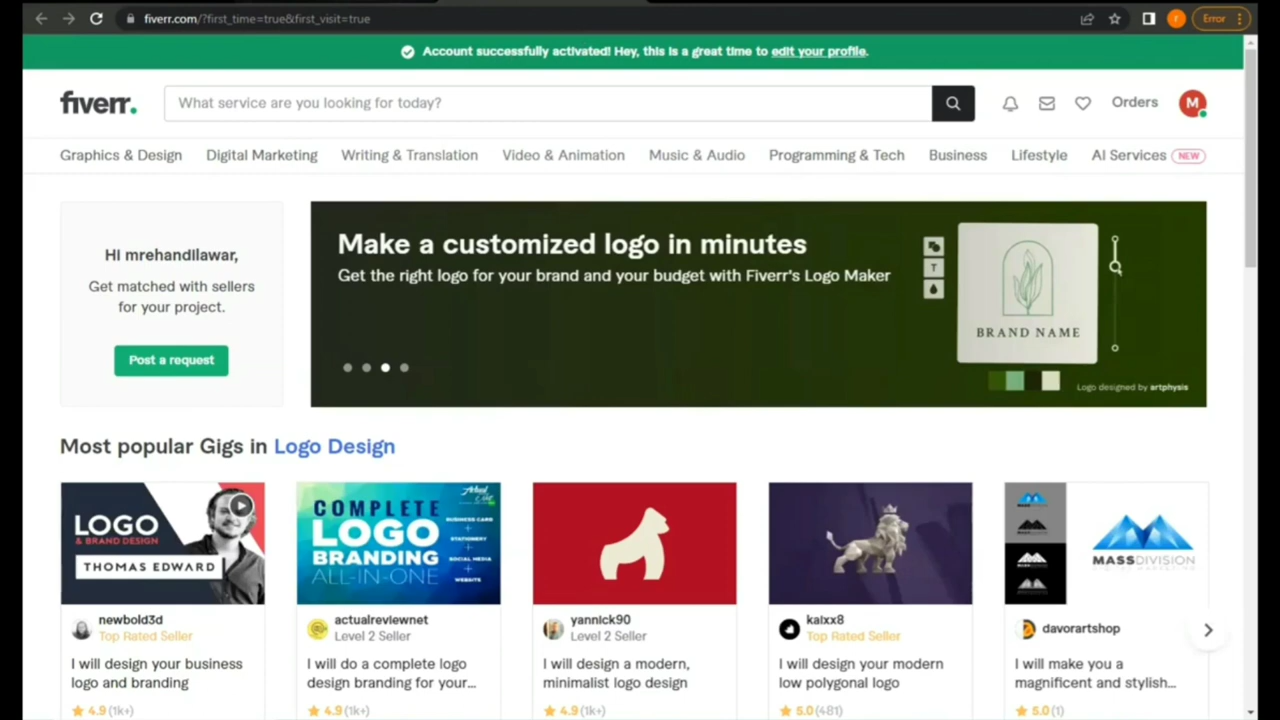 fiverr.com/?first_time=true&first_visit=true
r
Error
Account successfully activated! Hey, this is a great time to edit your profile.
fiverr.
What service are you looking for today?
Orders
M
Graphics & Design
Digital Marketing
Writing & Translation
Video & Animation
Music & Audio
Programming & Tech
Business
Lifestyle
AI Services NEW
Hi mrehandilawar,
Get matched with sellers
for your project.
Post a request
Make a customized logo in minutes
Get the right logo for your brand and your budget with Fiverr's Logo Maker
T
BRAND NAME
Logo designed by artphysis
Most popular Gigs in Logo Design
LOGO
& BRAND DESIGN
THOMAS EDWARD
COMPLETE
LOGO
BRANDING
ALL-IN-ONE
BUSINESS CARD
+
STATIONERY
+
SOCIAL MEDIA
+
WEBSITE
MASSDIVISION
newbold3d
Top Rated Seller
I will design your business
logo and branding
4.9 (1k+)
actualreviewnet
Level 2 Seller
I will do a complete logo
design branding for your...
4.9 (1k+)
yannick90
Level 2 Seller
I will design a modern,
minimalist logo design
4.9 (1k+)
kaixx8
Top Rated Seller
I will design your modern
low polygonal logo
5.0 (481)
davorartshop
I will make you a
magnificent and stylish...
5.0 (1)